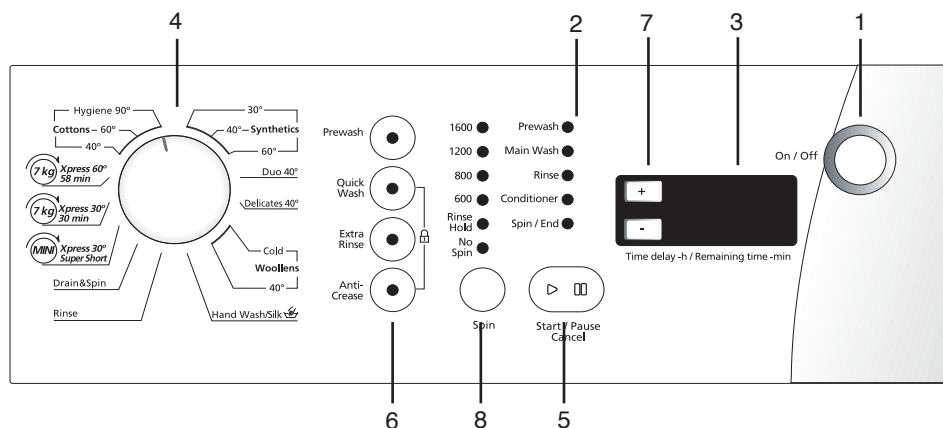 4
2
7
3
1
Hygiene 90°
Cottons 60°
40°
7 kg Xpress 60°
58 min
7 kg Xpress 30°
30 min
MINI Xpress 30°
Super Short
Drain&Spin
Rinse
30°
40° Synthetics
60°
Duo 40°
Delicates 40°
Cold
Woollens
40°
Hand Wash/Silk
Prewash
Quick
Wash
Extra
Rinse
Anti-
Crease
1600
1200
800
600
Rinse
Hold
No
Spin
Spin
Prewash
Main Wash
Rinse
Conditioner
Spin / End
Start / Pause
Cancel
+
-
Time delay -h / Remaining time -min
On / Off
6
8
5